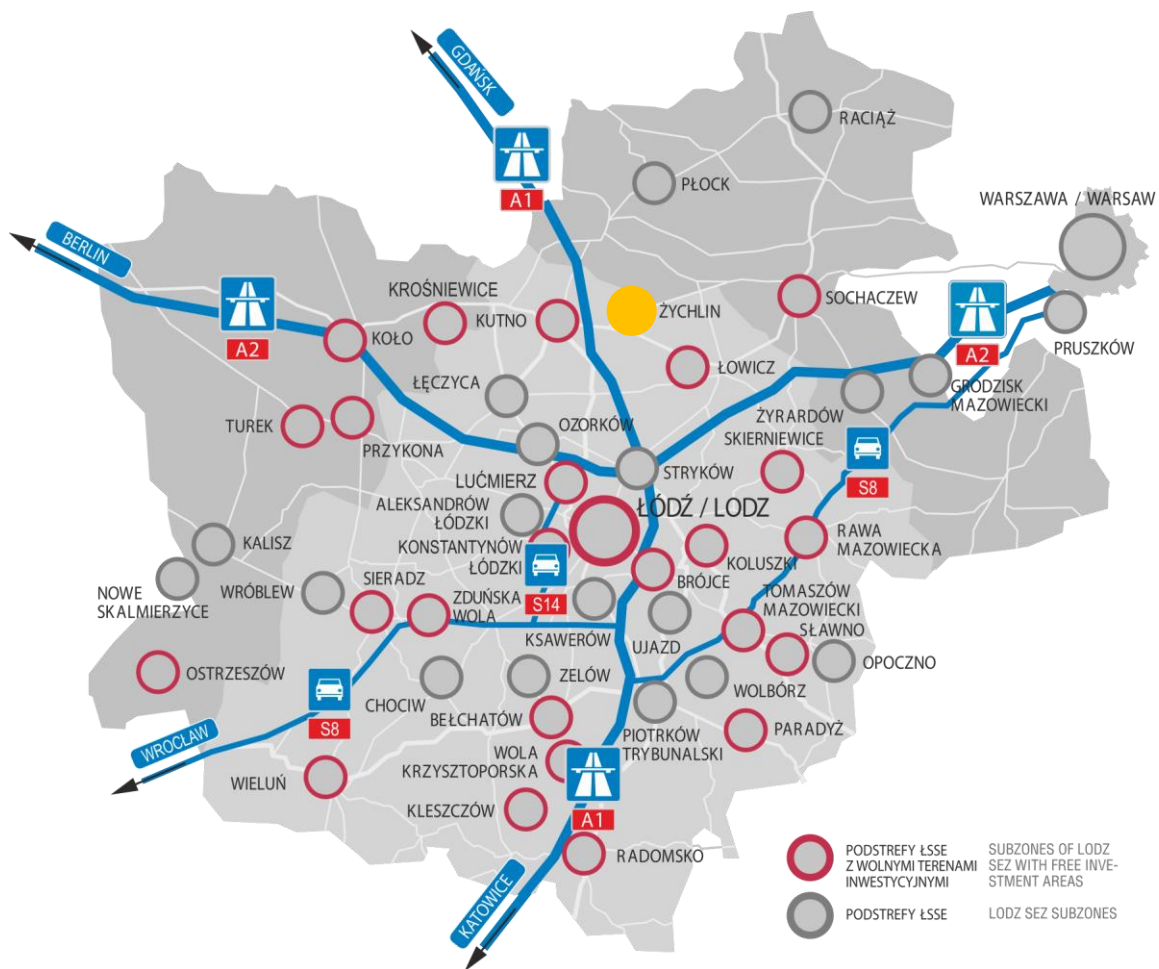 GDAŃSK
RACIĄŻ
A1
PŁOCK
WARSZAWA / WARSAW
BERLIN
KROŚNIEWICE
KUTNO
ŻYCHLIN
SOCHACZEW
A2
KOŁO
A2
PRUSZKÓW
ŁOWICZ
ŁĘCZYCA
GRODZISK
MAZOWIECKI
ŻYRARDÓW
TUREK
PRZYKONA
OZORKÓW
SKIERNIEWICE
STRYKÓW
LUĆMIERZ
S8
ALEKSANDRÓW
ŁÓDZKI
ŁÓDŹ / LODZ
KONSTANTYNÓW
ŁÓDZKI
RAWA
MAZOWIECKA
KALISZ
KOLUSZKI
BRÓJCE
NOWE
SKALMIERZYCE
WRÓBLEW
SIERADZ
ZDUŃSKA
WOLA
S14
TOMASZÓW
MAZOWIECKI
SŁAWNO
KSAWERÓW
UJAZD
OPOCZNO
OSTRZESZÓW
CHOCIW
ZELÓW
WOLBÓRZ
S8
BEŁCHATÓW
PIOTRKÓW
TRYBUNALSKI
PARADYŻ
WROCŁAW
WOLA
KRZYSZTOPORSKA
WIELUŃ
KLESZCZÓW
A1
RADOMSKO
KATOWICE
PODSTREFY ŁSSE
Z WOLNYMI TERENAMI
INWESTYCYJNYMI
SUBZONES OF LODZ
SEZ WITH FREE INVE-
STMENT AREAS
PODSTREFY ŁSSE
LODZ SEZ SUBZONES